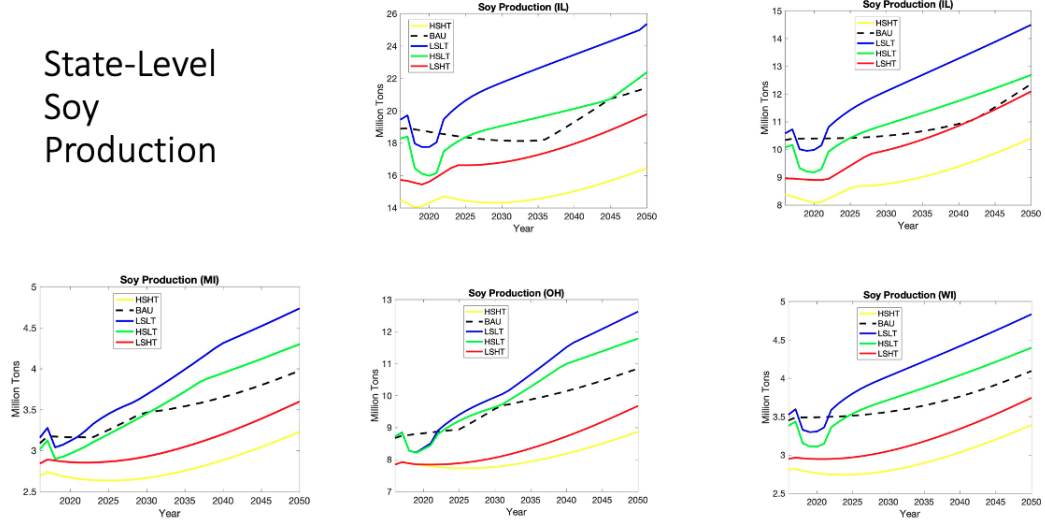 State-Level
Soy
Production
Soy Production (IL)
26
24
22
20
18
16
14
Million Tons
HSHT
BAU
LSLT
HSLT
LSHT
2020 2025 2030 2035 2040 2045 2050
Year
Soy Production (IL)
15
14
13
12
11
10
9
8
Million Tons
HSHT
BAU
LSLT
HSLT
LSHT
2020 2025 2030 2035 2040 2045 2050
Year
Soy Production (MI)
5
4.5
4
3.5
3
2.5
Million Tons
HSHT
BAU
LSLT
HSLT
LSHT
2020 2025 2030 2035 2040 2045 2050
Year
Soy Production (OH)
13
12
11
10
9
8
7
Million Tons
HSHT
BAU
LSLT
HSLT
LSHT
2020 2025 2030 2035 2040 2045 2050
Year
Soy Production (WI)
5
4.5
4
3.5
3
2.5
Million Tons
HSHT
BAU
LSLT
HSLT
LSHT
2020 2025 2030 2035 2040 2045 2050
Year